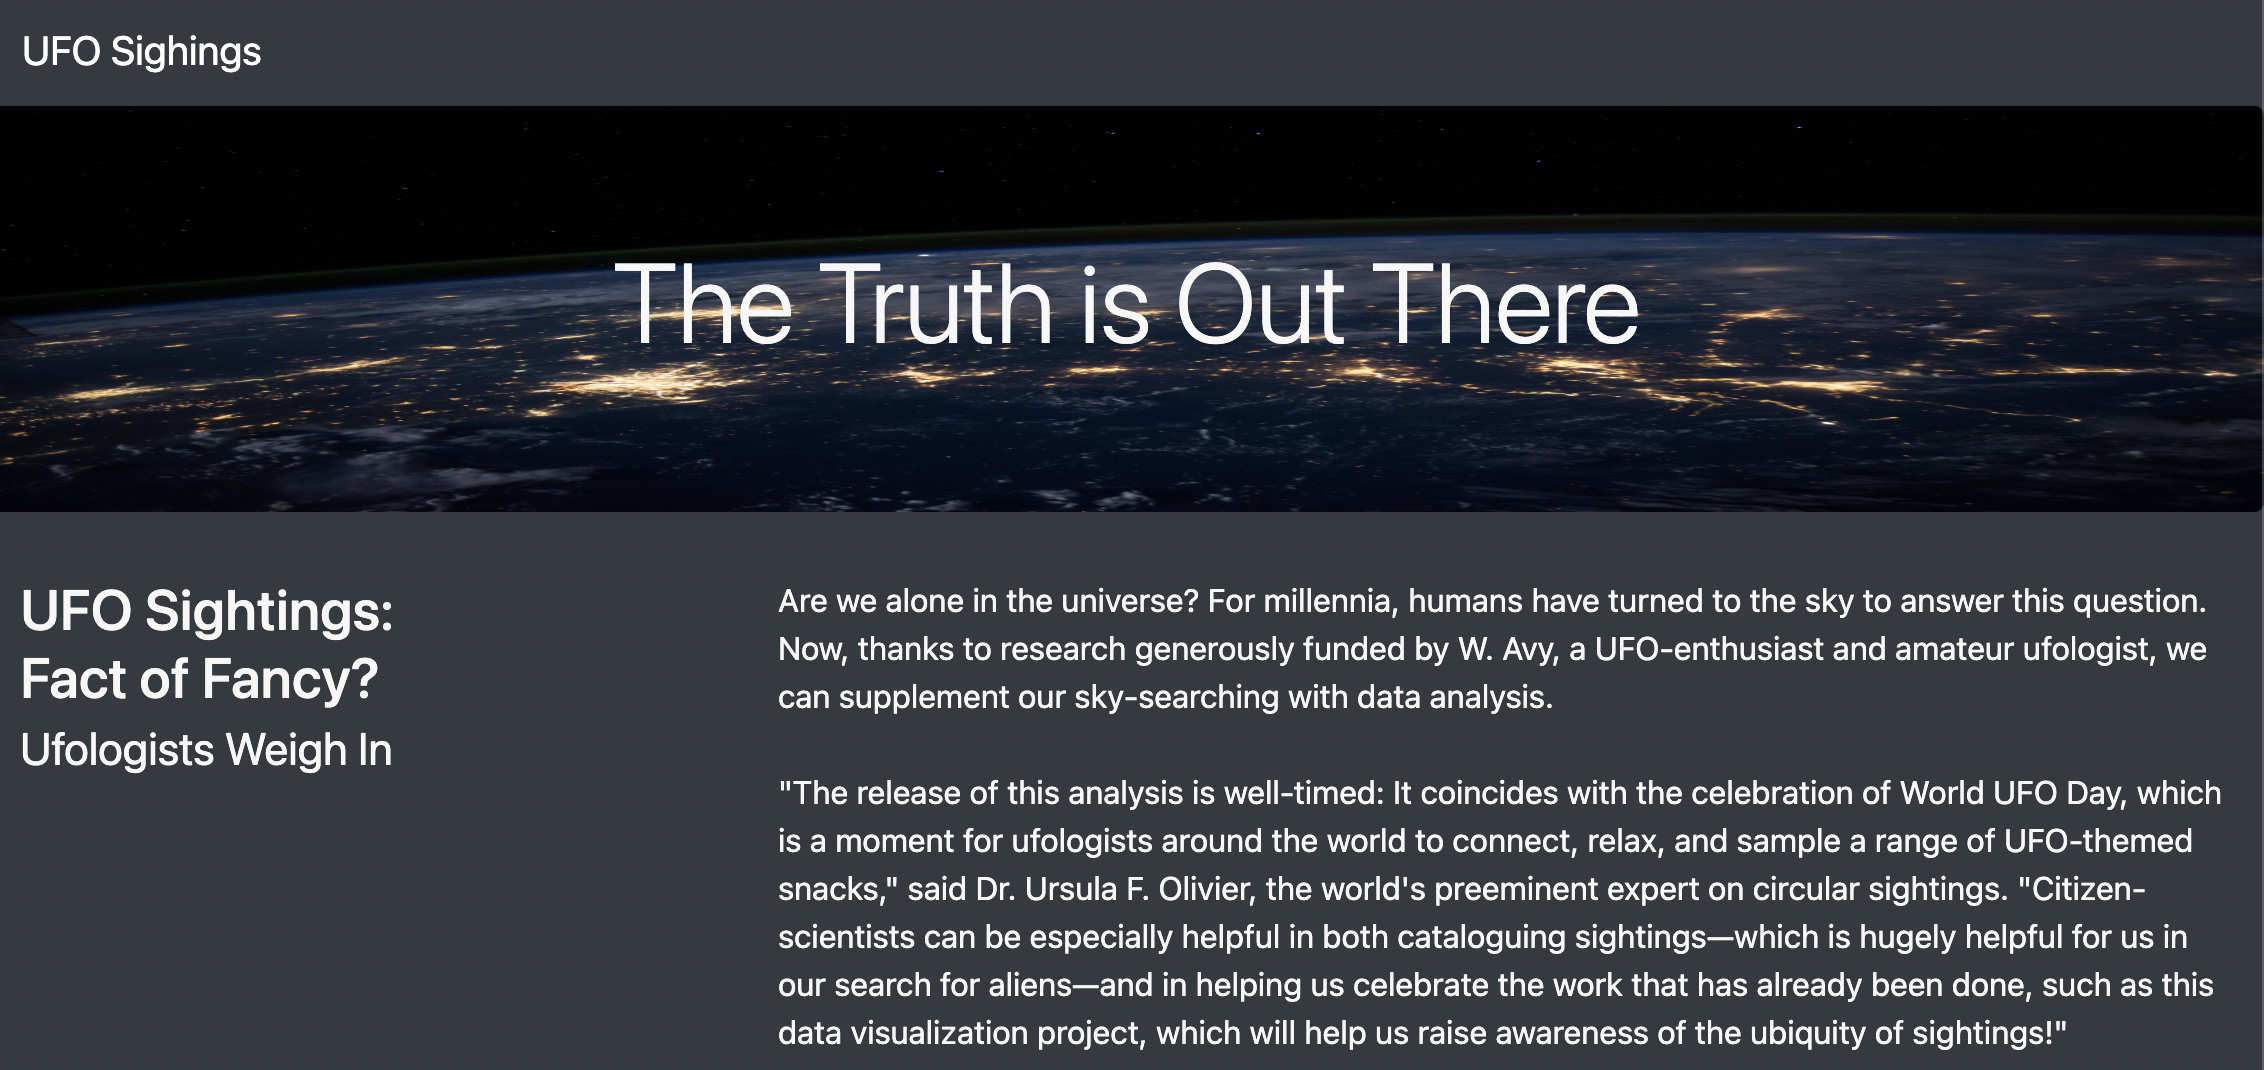 UFO Sighings
The Truth is Out There
UFO Sightings:
Fact of Fancy?
Ufologists Weigh In
Are we alone in the universe? For millennia, humans have turned to the sky to answer this question.
Now, thanks to research generously funded by W. Avy, a UFO-enthusiast and amateur ufologist, we
can supplement our sky-searching with data analysis.
"The release of this analysis is well-timed: It coincides with the celebration of World UFO Day, which
is a moment for ufologists around the world to connect, relax, and sample a range of UFO-themed
snacks," said Dr. Ursula F. Olivier, the world's preeminent expert on circular sightings. "Citizen-
scientists can be especially helpful in both cataloguing sightings—which is hugely helpful for us in
our search for aliens—and in helping us celebrate the work that has already been done, such as this
data visualization project, which will help us raise awareness of the ubiquity of sightings!"